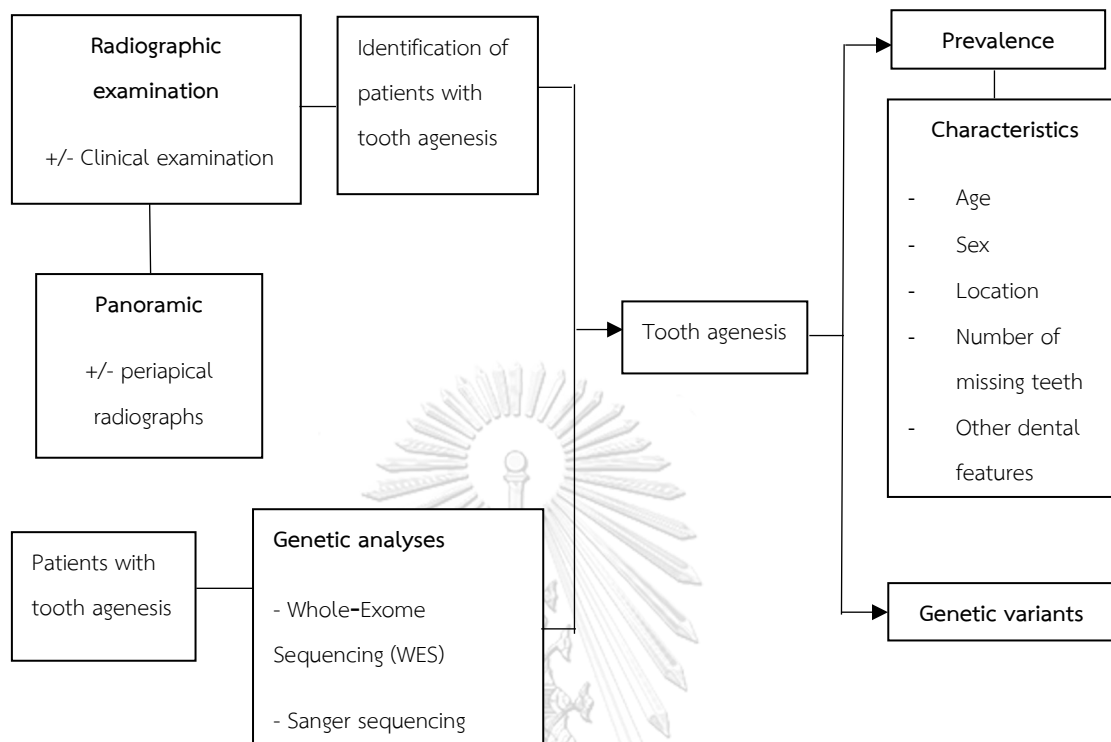 Radiographic
examination
+/- Clinical examination
Identification of
patients with
tooth agenesis
Panoramic
+/- periapical
radiographs
Patients with
tooth agenesis
Genetic analyses
- Whole-Exome
Sequencing (WES)
- Sanger sequencing
Tooth agenesis
Prevalence
Characteristics
- Age
- Sex
- Location
- Number of
missing teeth
- Other dental
features
Genetic variants